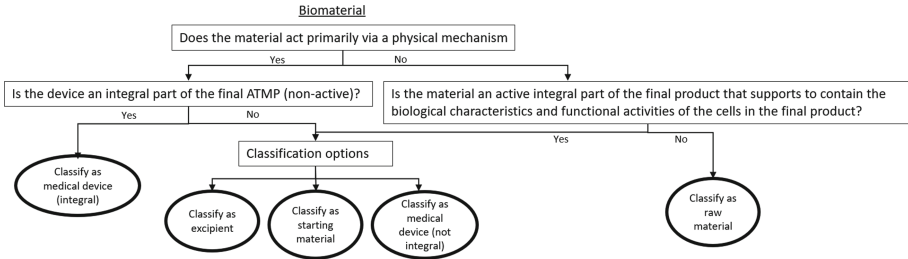 Biomaterial
Does the material act primarily via a physical mechanism
Yes
No
Is the device an integral part of the final ATMP (non-active)?
Is the material an active integral part of the final product that supports to contain the
biological characteristics and functional activities of the cells in the final product?
Yes
No
Yes
No
Classification options
Classify as
medical device
(integral)
Classify as
excipient
Classify as
starting
material
Classify as
medical
device (not
integral)
Classify as
raw
material